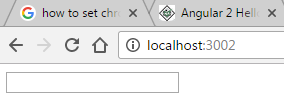 how to set chr
Angular 2 Hell
localhost:3002